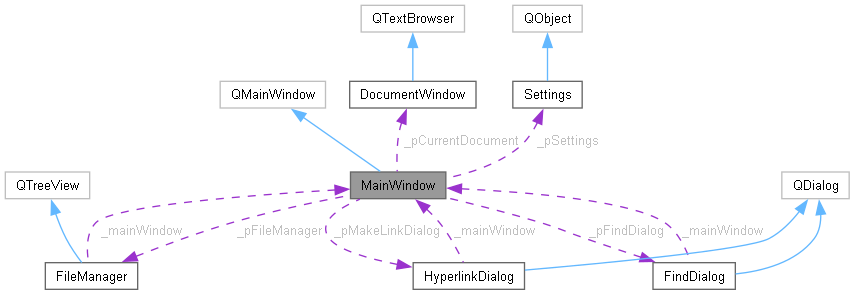 QTextBrowser
QObject
QMainWindow
DocumentWindow
Settings
_pCurrentDocument
_pSettings
QTreeView
MainWindow
QDialog
_mainWindow
_pFileManager
_pMakeLinkDialog
_mainWindow
_pFindDialog
_mainWindow
FileManager
HyperlinkDialog
FindDialog